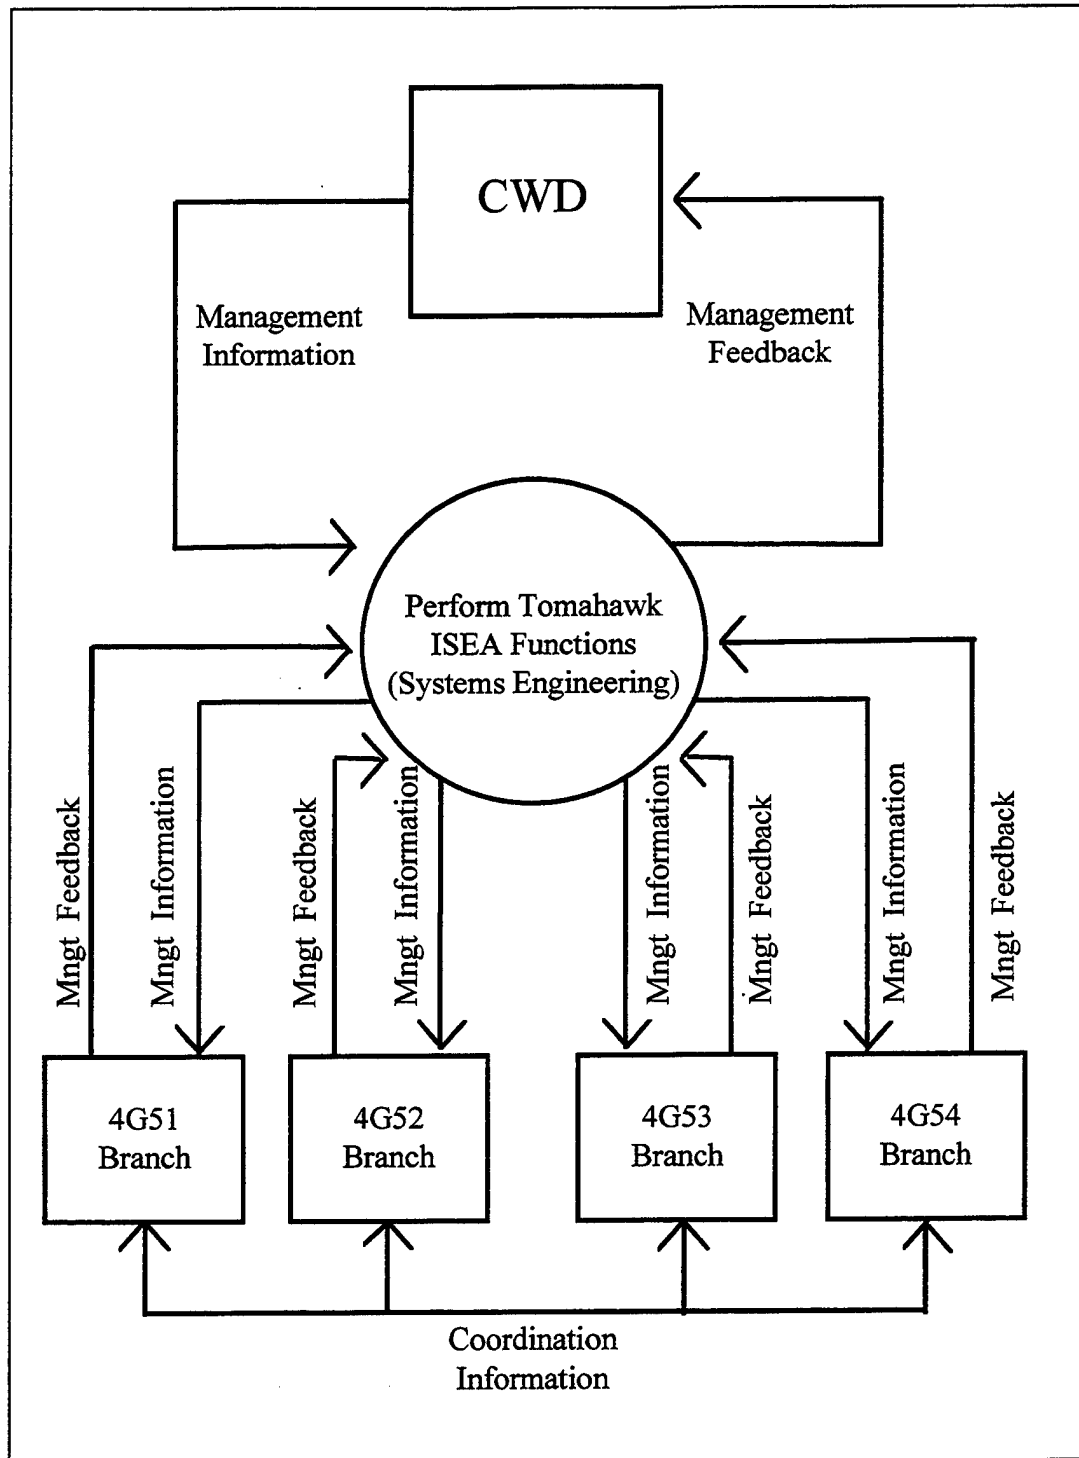 CWD
Management
Information
Management
Feedback
Perform Tomahawk
ISEA Functions
(Systems Engineering)
Mngt Feedback
Mngt Information
Mngt Feedback
Mngt Information
Mngt Information
Mngt Feedback
Mngt Information
Mngt Feedback
4G51
Branch
4G52
Branch
4G53
Branch
4G54
Branch
Coordination
Information